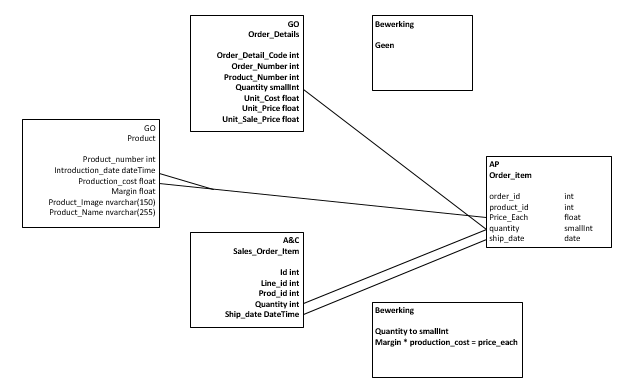 GO
Order_Details
Order_Detail_Code int
Order_Number int
Product_Number int
Quantity smallInt
Unit_Cost float
Unit_Price float
Unit_Sale_Price float
Bewerking
Geen
GO
Product
Product_number int
Introduction_date dateTime
Production_cost float
Margin float
Product_Image nvarchar(150)
Product_Name nvarchar(255)
AP
Order_item
order_id int
product_id int
Price_Each float
quantity smallInt
ship_date date
A&C
Sales_Order_Item
Id int
Line_id int
Prod_id int
Quantity int
Ship_date DateTime
Bewerking
Quantity to smallInt
Margin * production_cost = price_each